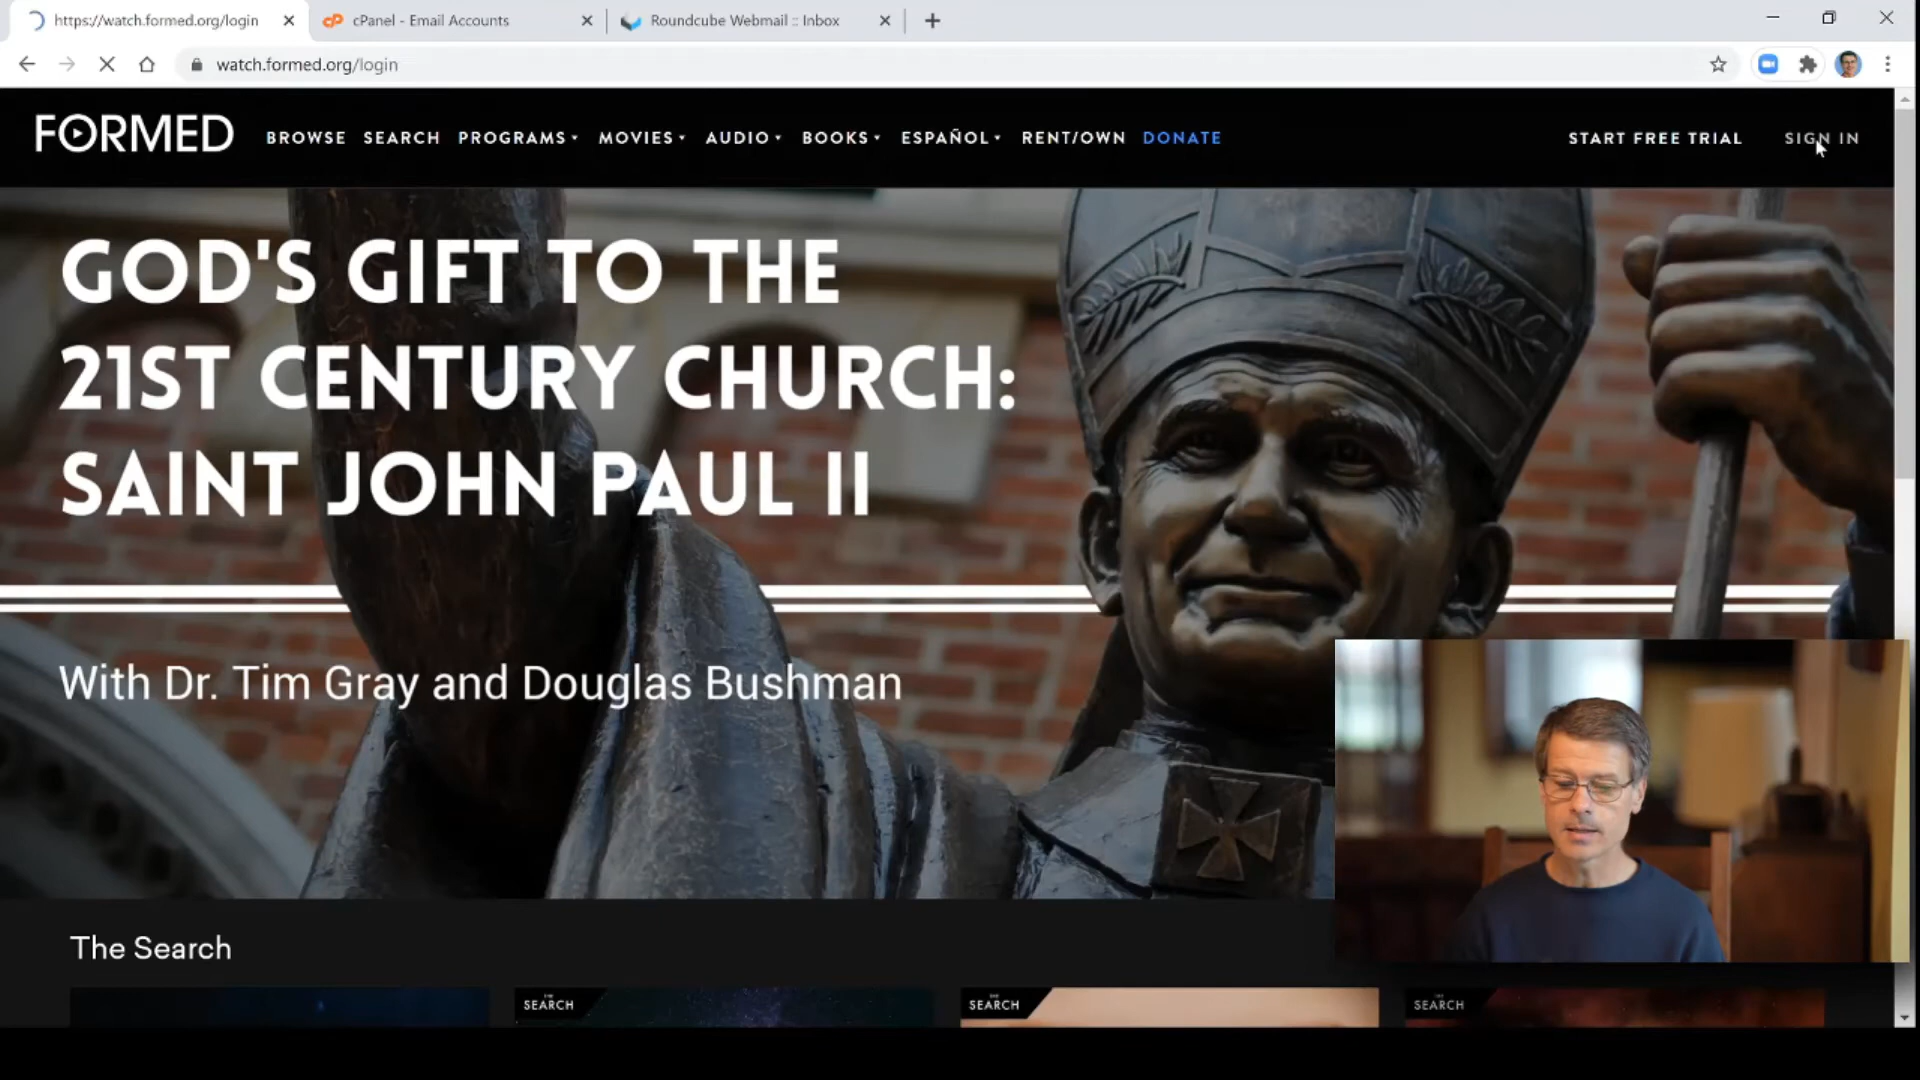 https://watch.formed.org/login
cPanel - Email Accounts
Roundcube Webmail :: Inbox
watch.formed.org/login
FORMED
BROWSE SEARCH PROGRAMS MOVIES AUDIO BOOKS ESPAÑOL RENT/OWN DONATE
START FREE TRIAL SIGN IN
GOD'S GIFT TO THE
21ST CENTURY CHURCH:
SAINT JOHN PAUL II
With Dr. Tim Gray and Douglas Bushman
The Search
SEARCH
SEARCH
SEARCH